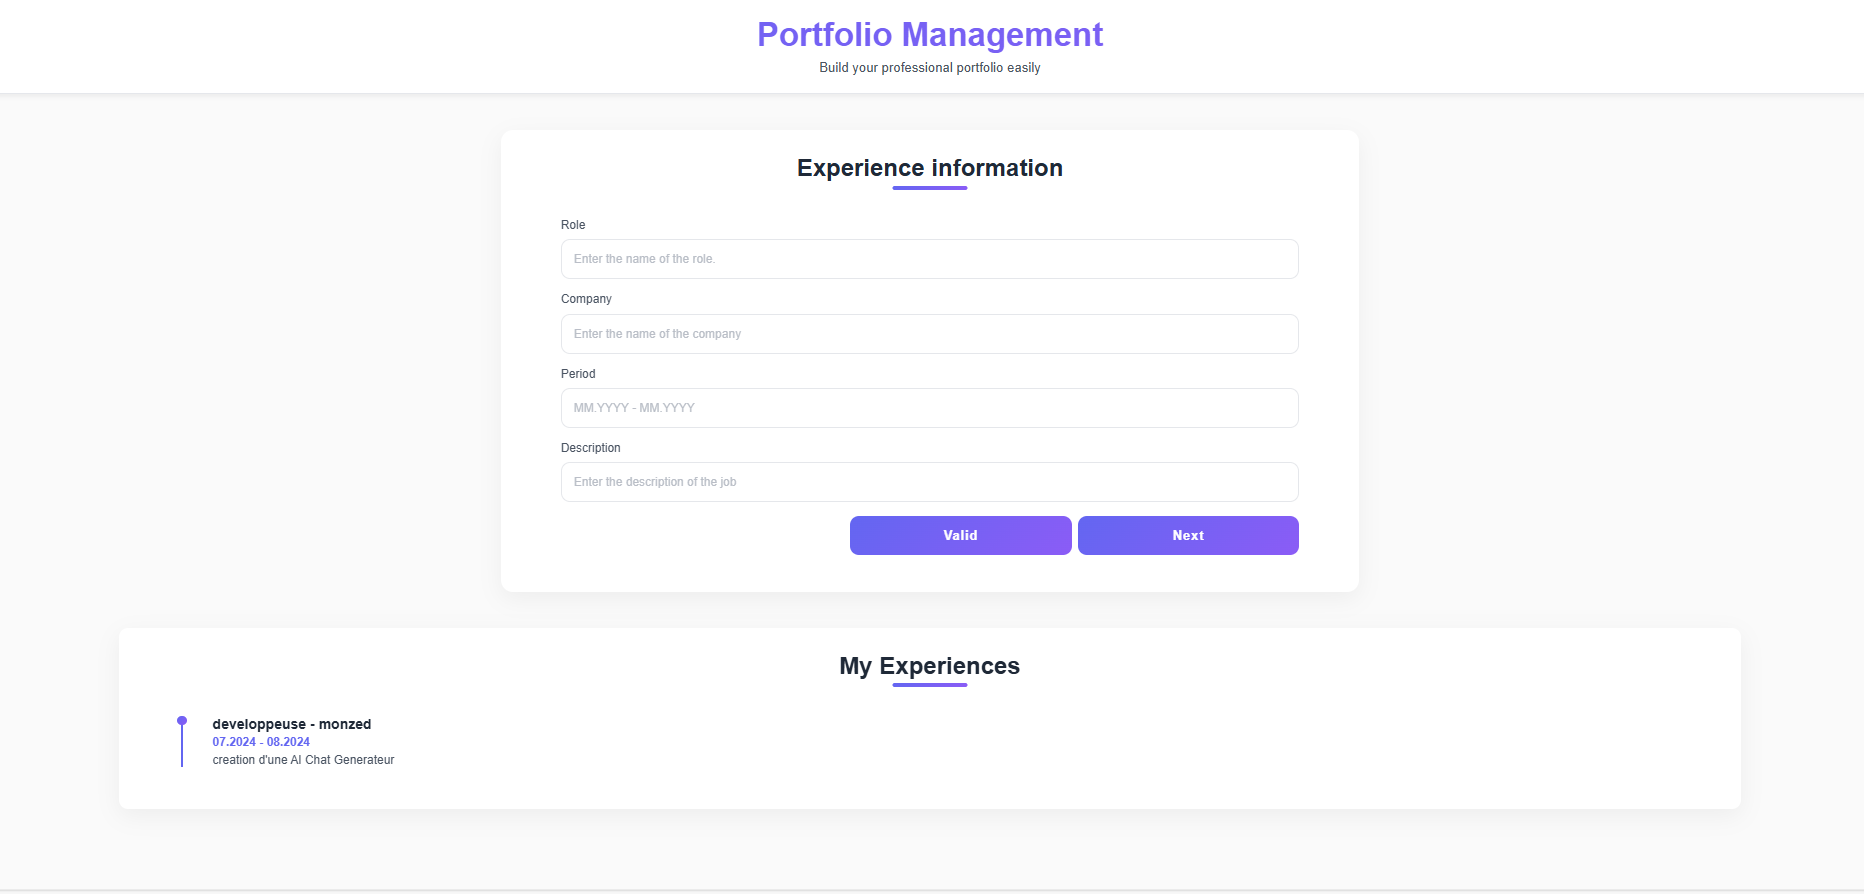 Portfolio Management
Build your professional portfolio easily
Experience information
Role
Enter the name of the role.
Company
Enter the name of the company
Period
MM.YYYY - MM.YYYY
Description
Enter the description of the job
Valid
Next
My Experiences
developpeuse - monzed
07.2024 - 08.2024
creation d'une AI Chat Generateur